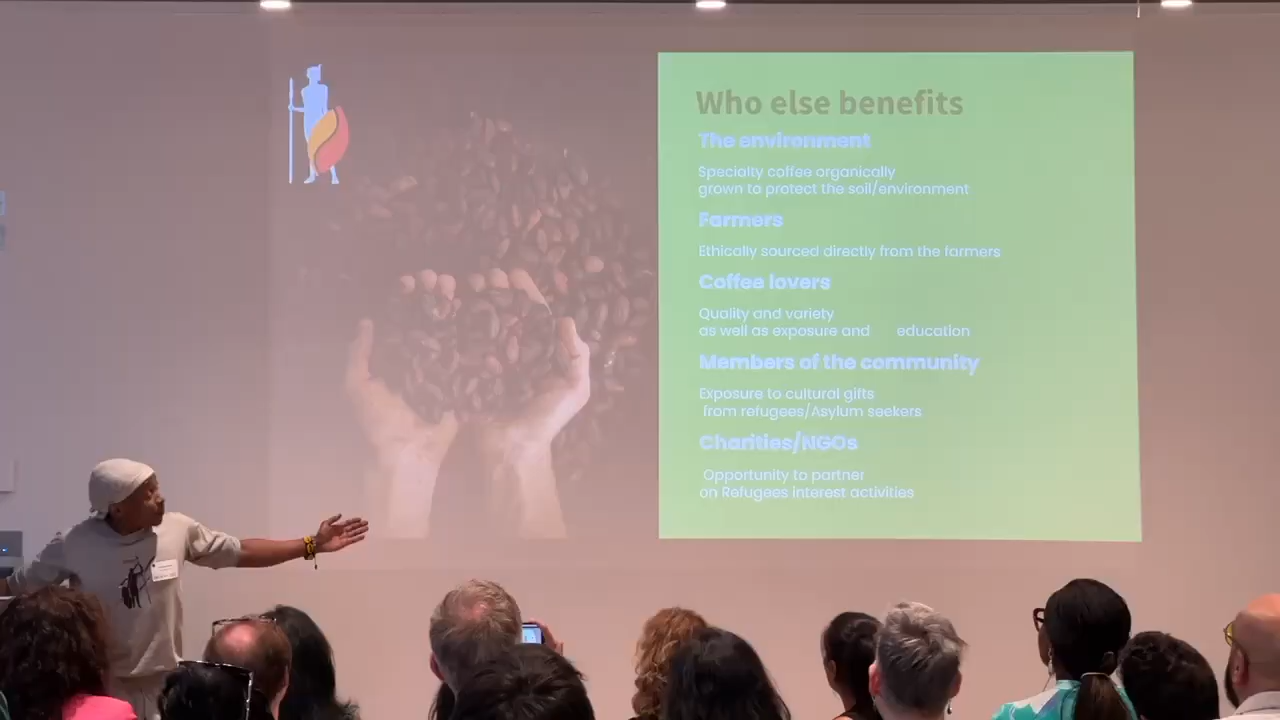 Who else benefits
The environment
Specialty coffee organically
grown to protect the soil/environment
Farmers
Ethically sourced directly from the farmers
Coffee lovers
Quality and variety
as well as exposure and education
Members of the community
Exposure to cultural gifts
from refugees/Asylum seekers
Charities/NGOs
Opportunity to partner
on Refugees interest activities